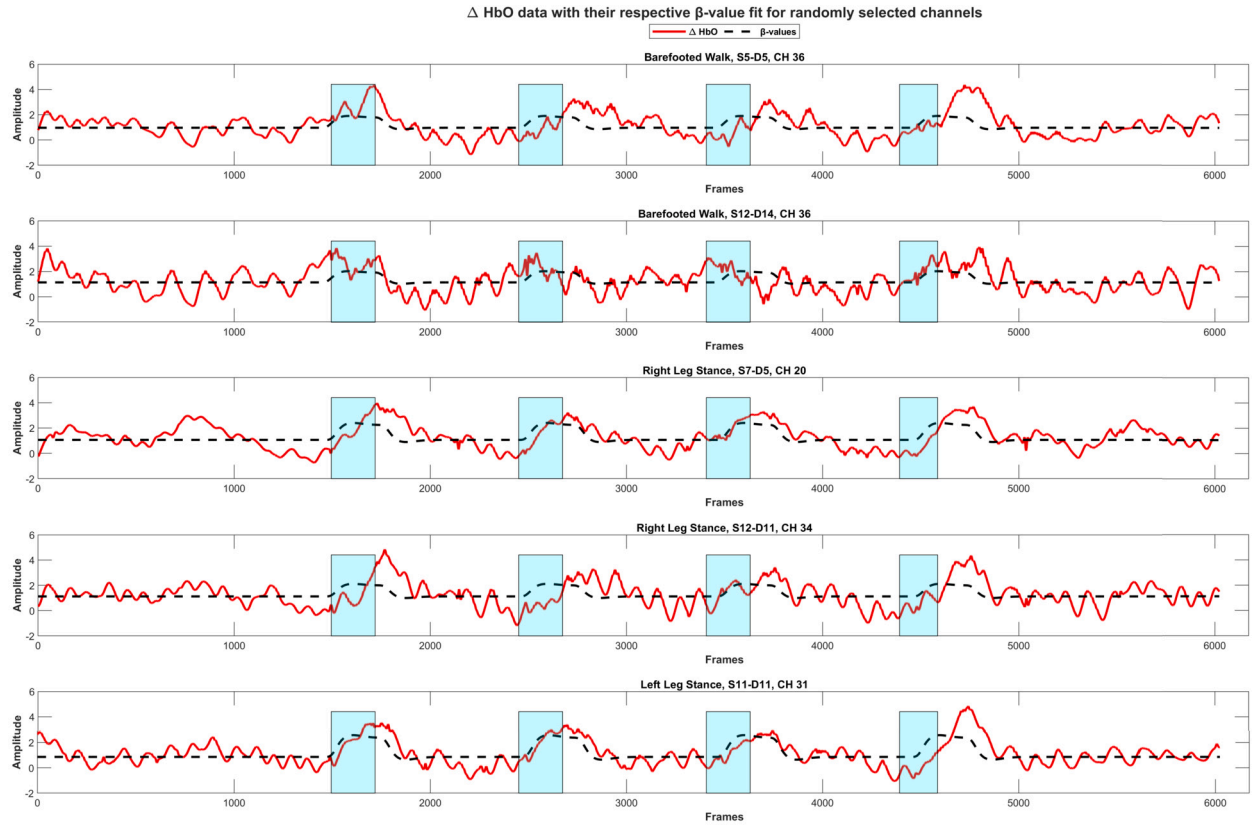 Δ HbO data with their respective β-value fit for randomly selected channels
Δ HbO β-values
Barefooted Walk, S5-D5, CH 36
6
4
2
0
-2
Amplitude
0 1000 2000 3000 4000 5000 6000
Frames
Barefooted Walk, S12-D14, CH 36
6
4
2
0
-2
Amplitude
0 1000 2000 3000 4000 5000 6000
Frames
Right Leg Stance, S7-D5, CH 20
6
4
2
0
-2
Amplitude
0 1000 2000 3000 4000 5000 6000
Frames
Right Leg Stance, S12-D11, CH 34
6
4
2
0
-2
Amplitude
0 1000 2000 3000 4000 5000 6000
Frames
Left Leg Stance, S11-D11, CH 31
6
4
2
0
-2
Amplitude
0 1000 2000 3000 4000 5000 6000
Frames